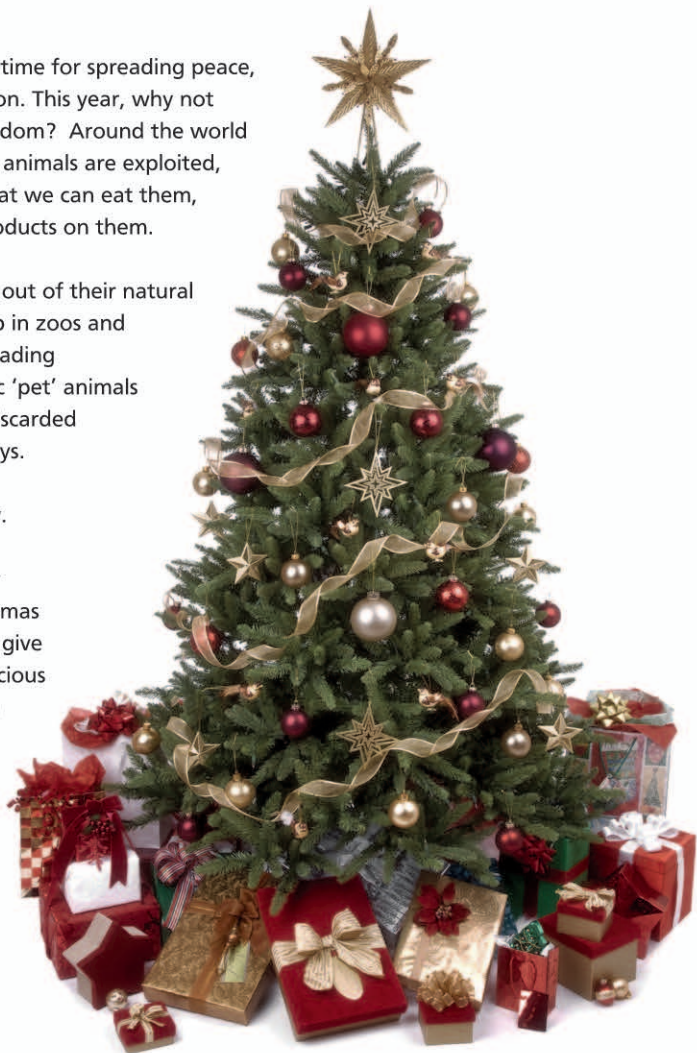 time for spreading peace,
on. This year, why not
dom? Around the world
animals are exploited,
at we can eat them,
oducts on them.
out of their natural
o in zoos and
ading
c ‘pet’ animals
scarded
ys.
.
mas
give
cious